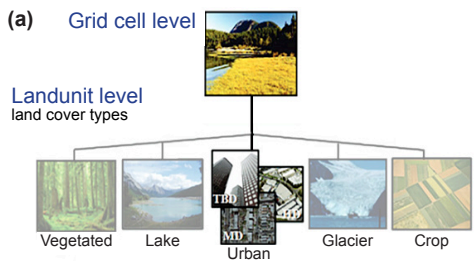 (a)
Grid cell level
Landunit level
land cover types
TBD
MD
Vegetated
Lake
Urban
Glacier
Crop